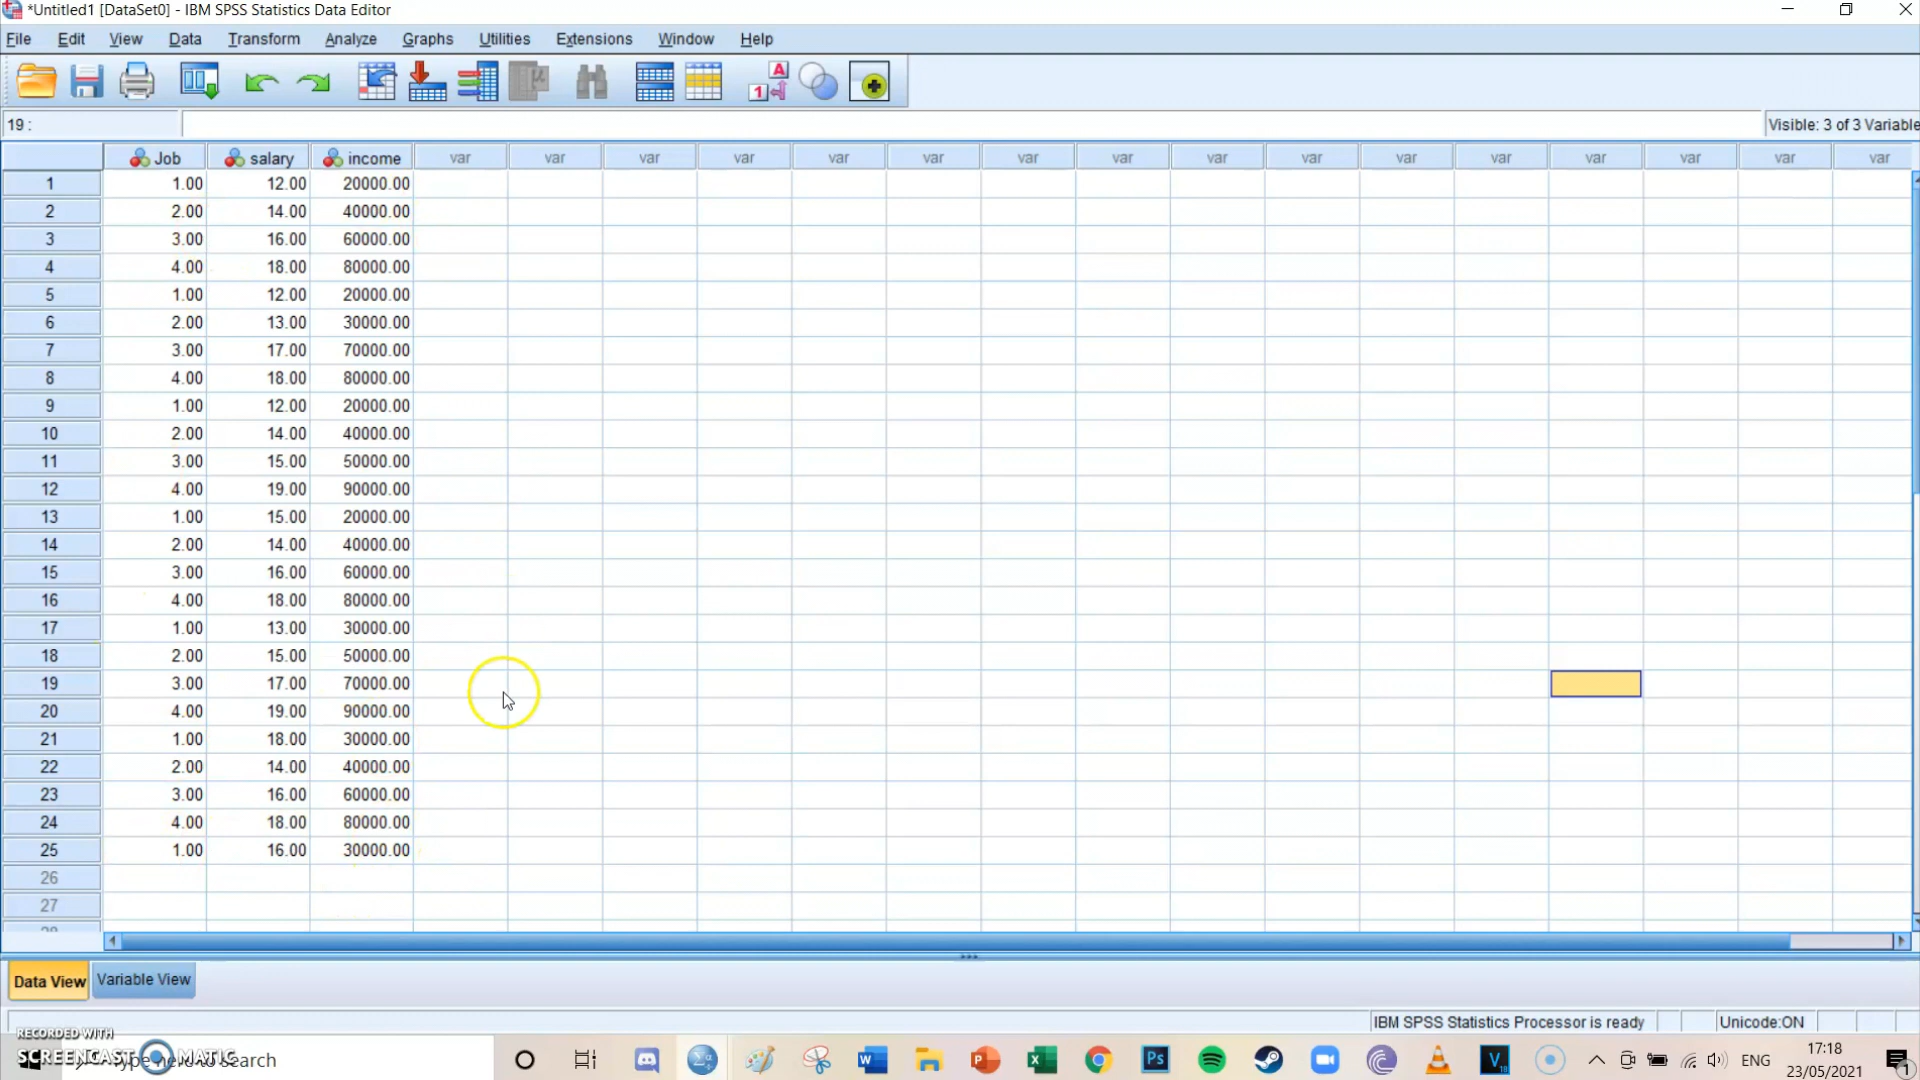 *Untitled1 [DataSet0] - IBM SPSS Statistics Data Editor
File Edit View Data Transform Analyze Graphs Utilities Extensions Window Help
19 :
Visible: 3 of 3 Variable
Job salary income var var var var var var var var var var var var var var var var
1 1.00 12.00 20000.00
2 2.00 14.00 40000.00
3 3.00 16.00 60000.00
4 4.00 18.00 80000.00
5 1.00 12.00 20000.00
6 2.00 13.00 30000.00
7 3.00 17.00 70000.00
8 4.00 18.00 80000.00
9 1.00 12.00 20000.00
10 2.00 14.00 40000.00
11 3.00 15.00 50000.00
12 4.00 19.00 90000.00
13 1.00 15.00 20000.00
14 2.00 14.00 40000.00
15 3.00 16.00 60000.00
16 4.00 18.00 80000.00
17 1.00 13.00 30000.00
18 2.00 15.00 50000.00
19 3.00 17.00 70000.00
20 4.00 19.00 90000.00
21 1.00 18.00 30000.00
22 2.00 14.00 40000.00
23 3.00 16.00 60000.00
24 4.00 18.00 80000.00
25 1.00 16.00 30000.00
26
27
Data View Variable View
IBM SPSS Statistics Processor is ready Unicode:ON
RECORDED WITH
SCREENCAST MATIC
here to search
ENG
17:18
23/05/2021